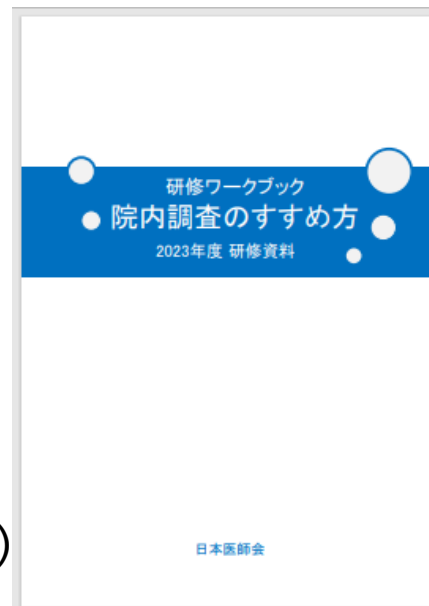 研修ワークブック
院内調査のすすめ方
2023年度 研修資料
)
日本医師会